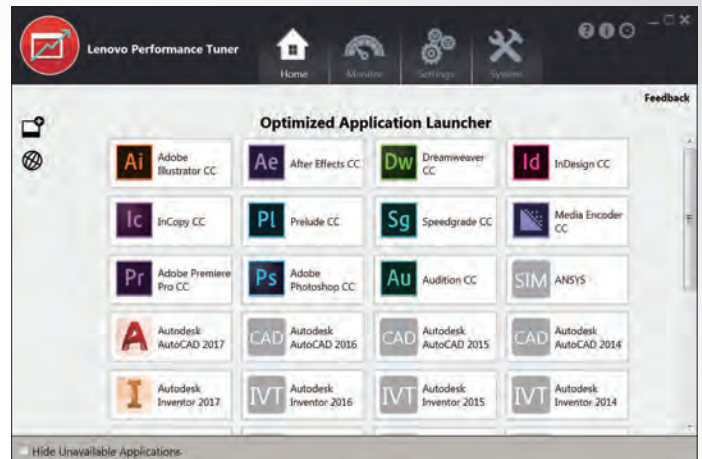 Lenovo Performance Tuner
Home
Monitor
Settings
System
Feedback
Optimized Application Launcher
Ai
Adobe
Illustrator CC
Ae
After Effects CC
Dw
Dreamweaver
CC
Id
InDesign CC
Ic
InCopy CC
Pl
Prelude CC
Sg
Speedgrade CC
Media Encoder
CC
Pr
Adobe Premiere
Pro CC
Ps
Adobe
Photoshop CC
Au
Audition CC
SIM
ANSYS
Autodesk
AutoCAD 2017
CAD
Autodesk
AutoCAD 2016
CAD
Autodesk
AutoCAD 2015
CAD
Autodesk
AutoCAD 2014
I
Autodesk
Inventor 2017
IVT
Autodesk
Inventor 2016
IVT
Autodesk
Inventor 2015
IVT
Autodesk
Inventor 2014
Hide Unavailable Applications